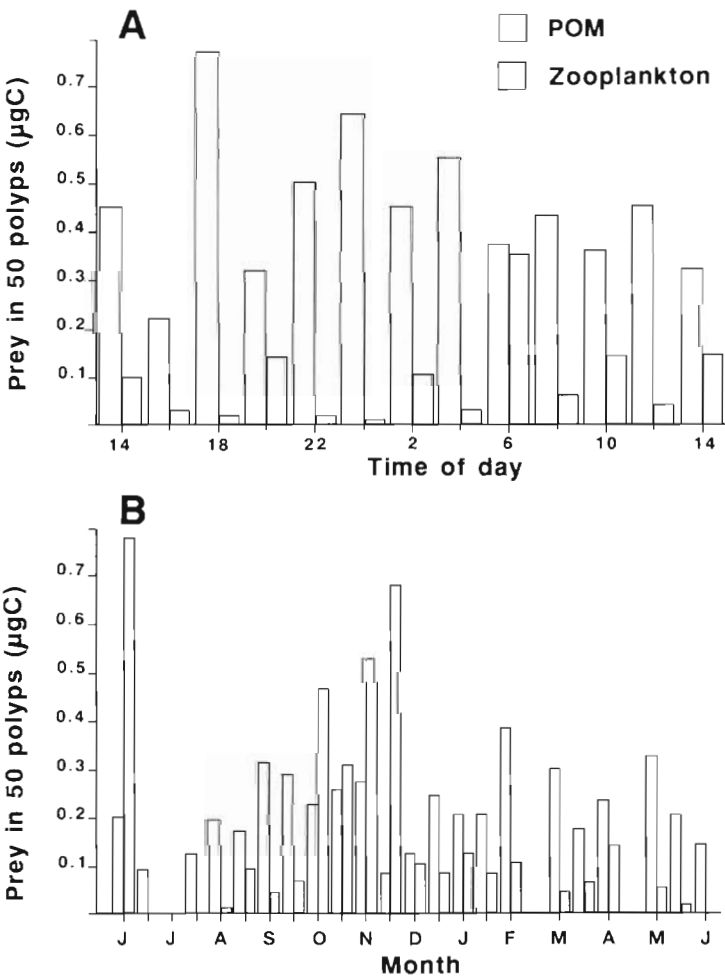 A
POM
Zooplankton
Prey in 50 polyps (µgC)
0.7
0.6
0.5
0.4
0.3
0.2
0.1
14 18 22 2 6 10 14
Time of day
B
Prey in 50 polyps (µgC)
0.7
0.6
0.5
0.4
0.3
0.2
0.1
J J A S O N D J F M A M J
Month